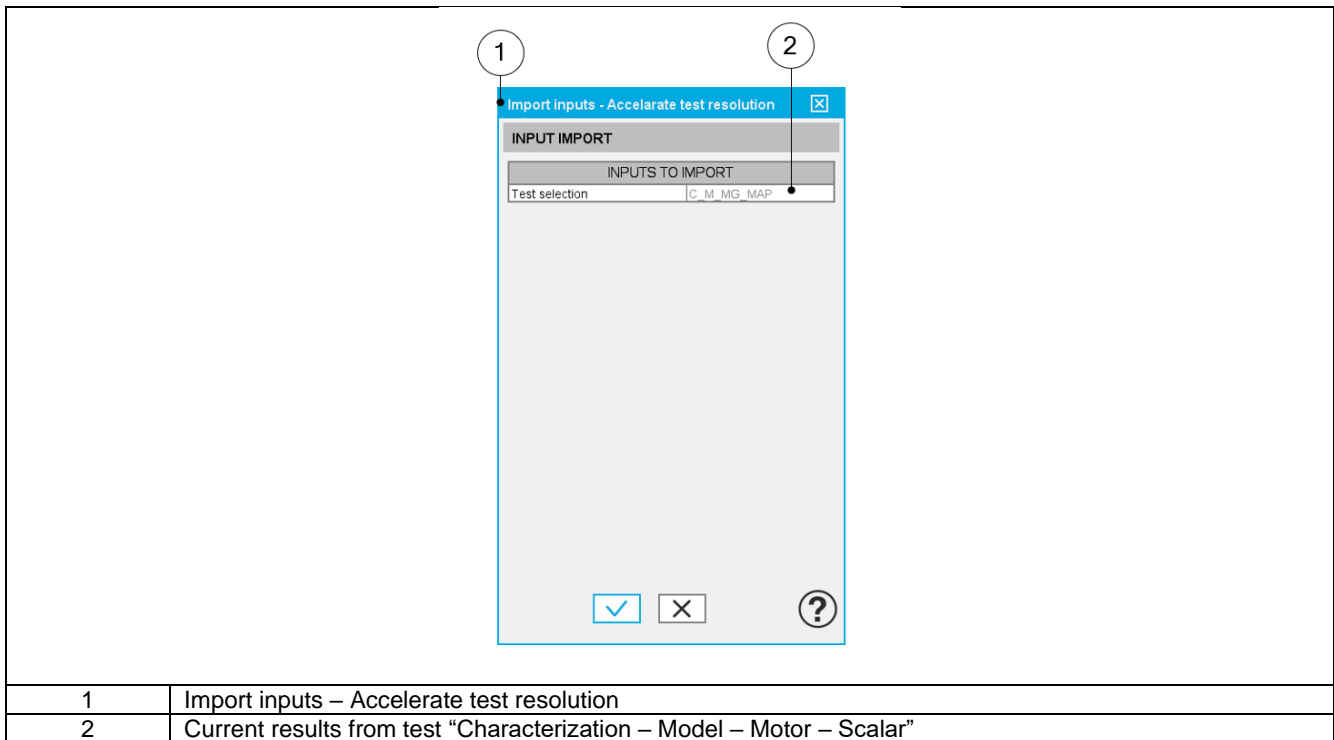 1 2
Import inputs - Accelarate test resolution
INPUT IMPORT
INPUTS TO IMPORT
Test selection C_M_MG_MAP
?
1 Import inputs – Accelerate test resolution
2 Current results from test “Characterization – Model – Motor – Scalar”